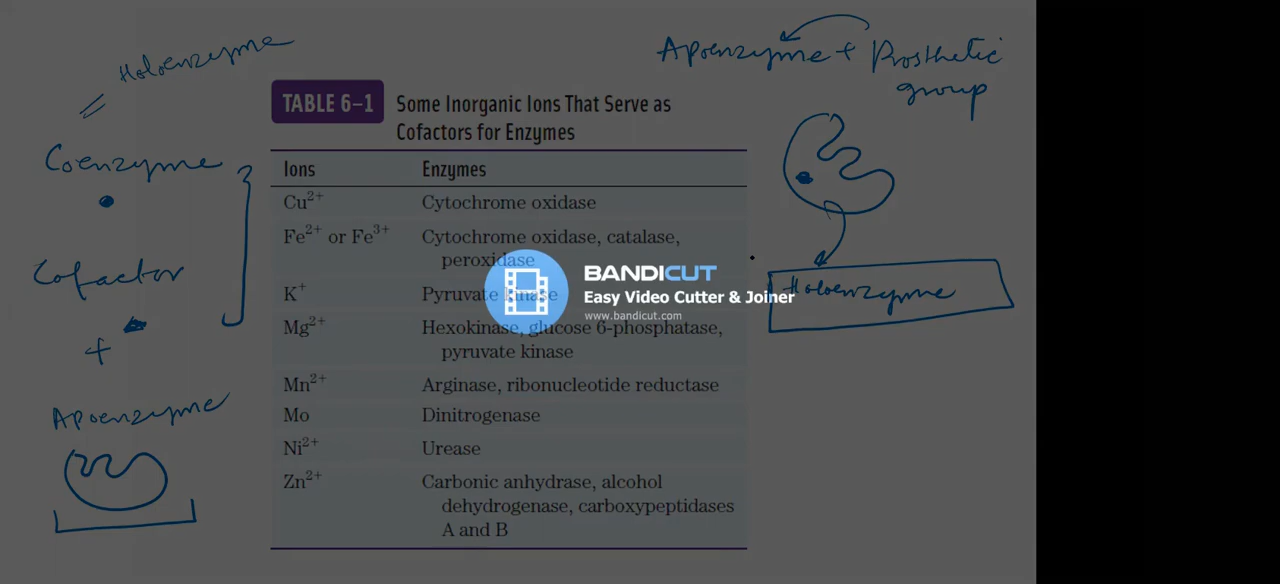 Holoenzyme
Coenzyme
Cofactor
+
Apoenzyme
Apoenzyme + Prosthetic
group
Holoenzyme
TABLE 6–1 Some Inorganic Ions That Serve as
Cofactors for Enzymes
Ions Enzymes
Cu2+ Cytochrome oxidase
Fe2+ or Fe3+ Cytochrome oxidase, catalase,
peroxidase
K+ Pyruvate kinase
Mg2+ Hexokinase, glucose 6-phosphatase,
pyruvate kinase
Mn2+ Arginase, ribonucleotide reductase
Mo Dinitrogenase
Ni2+ Urease
Zn2+ Carbonic anhydrase, alcohol
dehydrogenase, carboxypeptidases
A and B
BANDICUT
Easy Video Cutter & Joiner
www.bandicut.com